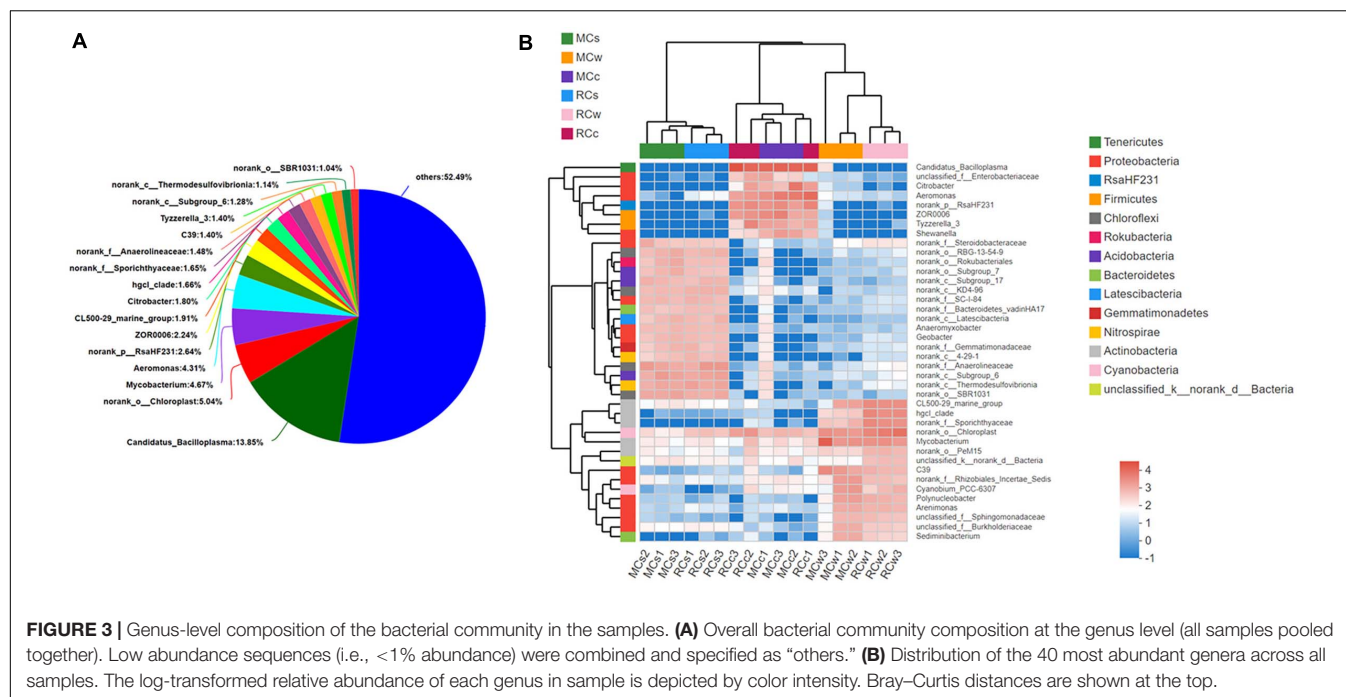 A
norank_o__SBR1031:1.04%
norank_c__Thermodesulfovibrionia:1.14%
norank_c__Subgroup_6:1.28%
Tyzzerella_3:1.40%
C39:1.40%
norank_f__Anaerolineaceae:1.48%
norank_f__Sporichthyaceae:1.65%
hgcl_clade:1.66%
Citrobacter:1.80%
CL500-29_marine_group:1.91%
ZOR0006:2.24%
norank_p__RsaHF231:2.64%
Aeromonas:4.31%
Mycobacterium:4.67%
norank_o__Chloroplast:5.04%
Candidatus_Bacilloplasma:13.85%
others:52.49%
B
MCs
MCw
MCc
RCs
RCw
RCc
Candidatus_Bacilloplasma
unclassified_f__Enterobacteriaceae
Citrobacter
Aeromonas
norank_p__RsaHF231
ZOR0006
Tyzzerella_3
Shewanella
norank_f__Steroidobacteraceae
norank_o__RBG-13-54-9
norank_o__Rokubacteriales
norank_o__Subgroup_7
norank_c__Subgroup_17
norank_c__KD4-96
norank_f__SC-I-84
norank_f__Bacteroidetes_vadinHA17
norank_c__Latescibacteria
Anaeromyxobacter
Geobacter
norank_f__Gemmatimonadaceae
norank_c__4-29-1
norank_f__Anaerolineaceae
norank_c__Subgroup_6
norank_c__Thermodesulfovibrionia
norank_o__SBR1031
CL500-29_marine_group
hgcl_clade
norank_f__Sporichthyaceae
norank_o__Chloroplast
Mycobacterium
norank_o__PeM15
unclassified_k__norank_d__Bacteria
C39
norank_f__Rhizobiales_Incertae_Sedis
Cyanobium_PCC-6307
Polynucleobacter
Arenimonas
unclassified_f__Sphingomonadaceae
unclassified_f__Burkholderiaceae
Sediminibacterium
MCs2
MCs1
MCs3
RCs1
RCs2
RCs3
RCc3
RCc2
MCc1
MCc3
MCc2
RCc1
MCw3
MCw1
MCw2
RCw1
RCw2
RCw3
Tenericutes
Proteobacteria
RsaHF231
Firmicutes
Chloroflexi
Rokubacteria
Acidobacteria
Bacteroidetes
Latescibacteria
Gemmatimonadetes
Nitrospirae
Actinobacteria
Cyanobacteria
unclassified_k__norank_d__Bacteria
4
3
2
1
0
-1
FIGURE 3 | Genus-level composition of the bacterial community in the samples. (A) Overall bacterial community composition at the genus level (all samples pooled
together). Low abundance sequences (i.e., <1% abundance) were combined and specified as “others.” (B) Distribution of the 40 most abundant genera across all
samples. The log-transformed relative abundance of each genus in sample is depicted by color intensity. Bray–Curtis distances are shown at the top.